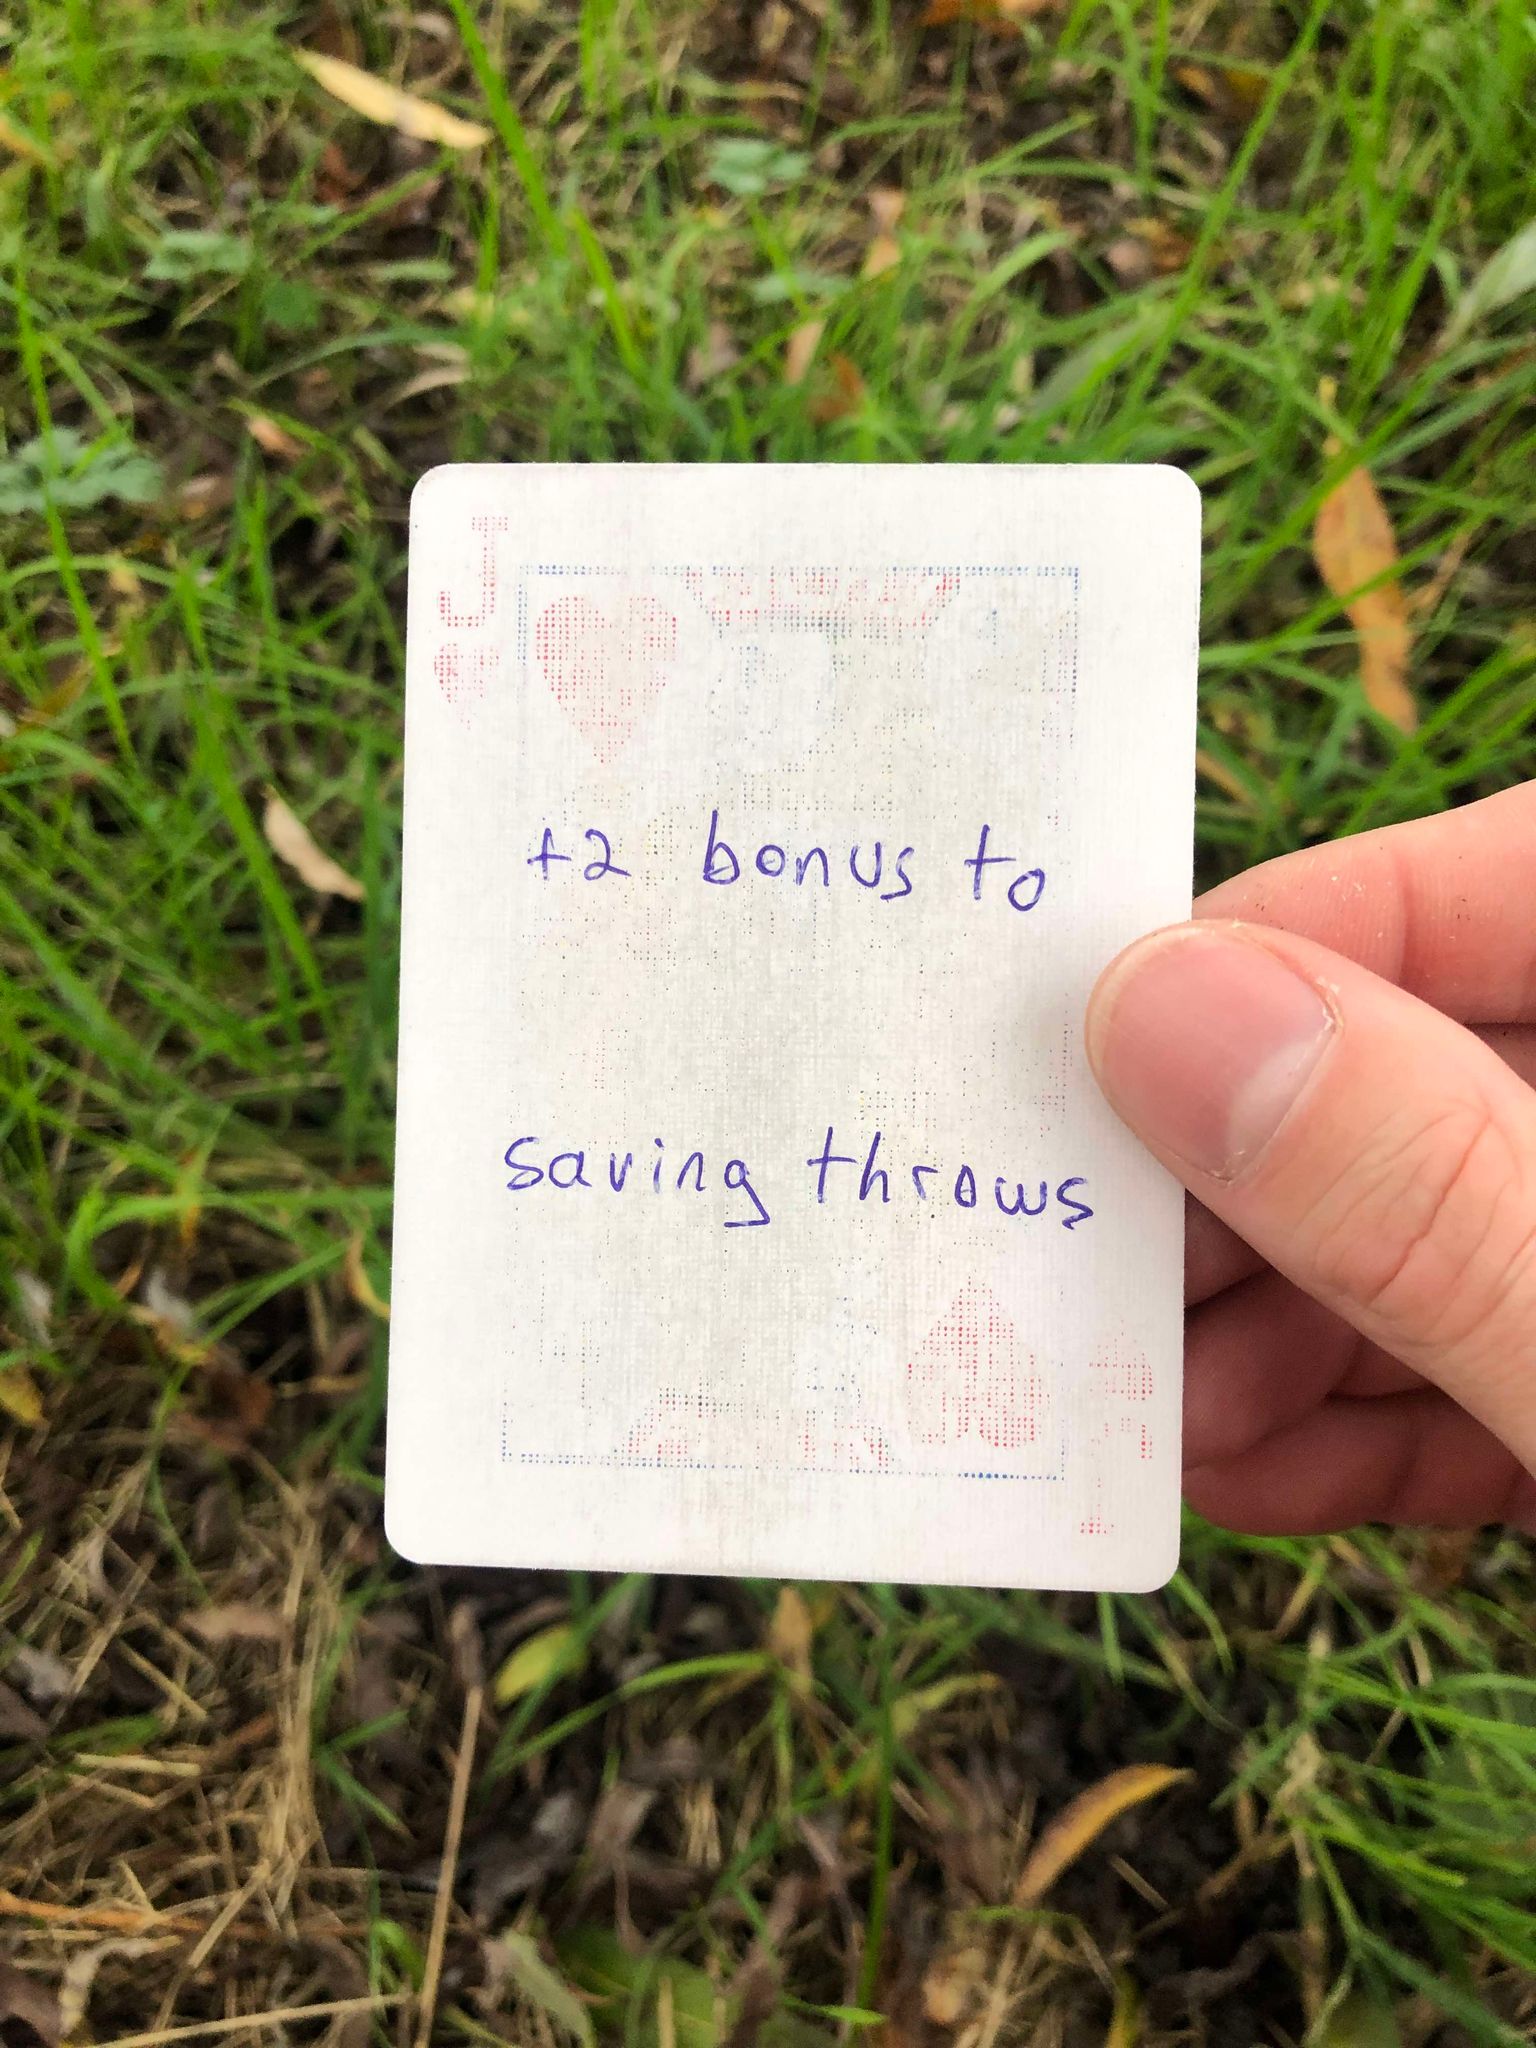 J
+2 bonus to
saving throws
J